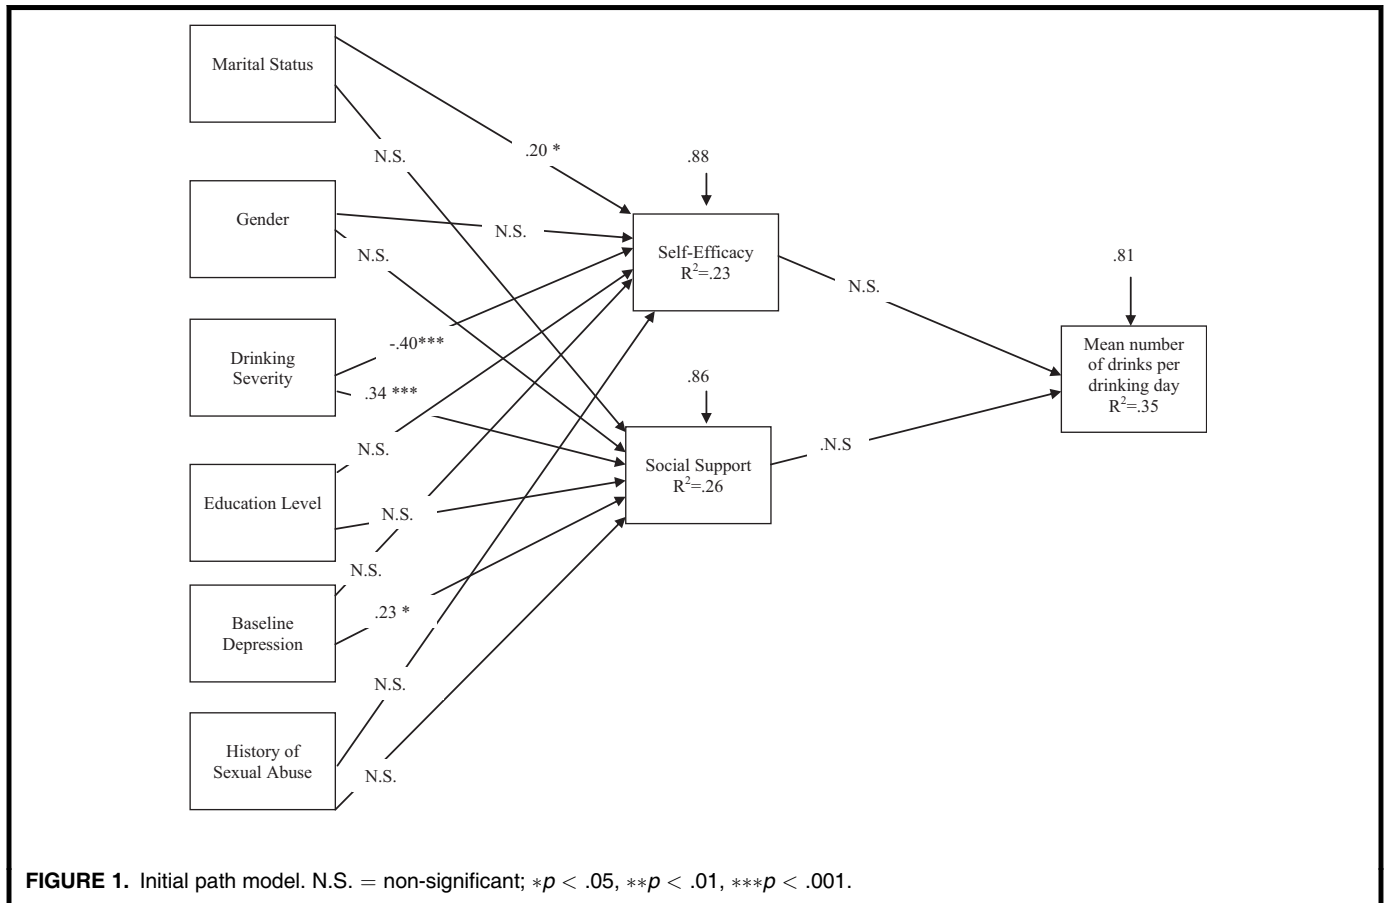 Marital Status
N.S.
.20 *
.88
Gender
N.S.
N.S.
Self-Efficacy
R²=.23
.81
N.S.
Drinking
Severity
-.40***
.34 ***
.86
Mean number
of drinks per
drinking day
R²=.35
N.S.
.N.S
Social Support
R²=.26
Education Level
N.S.
N.S.
Baseline
Depression
.23 *
N.S.
History of
Sexual Abuse
N.S.
FIGURE 1. Initial path model. N.S. = non-significant; *p < .05, **p < .01, ***p < .001.